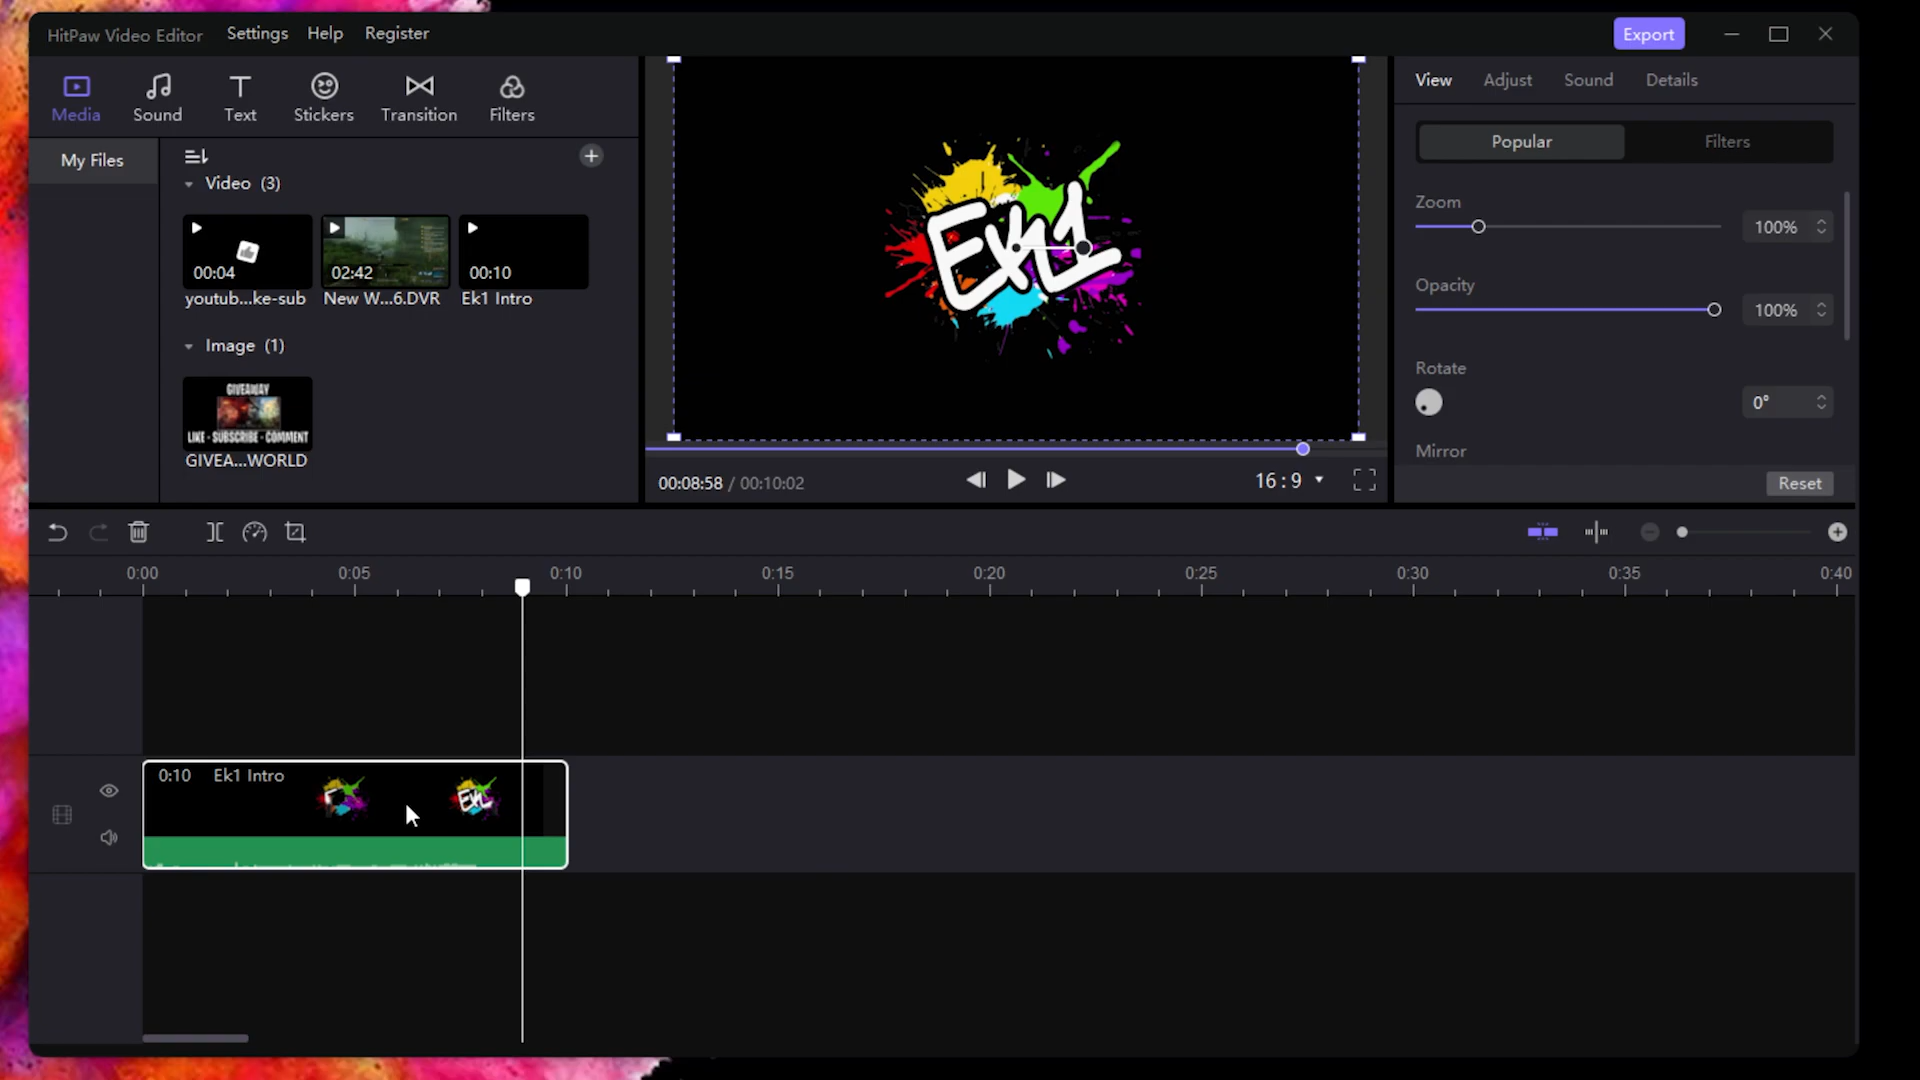 HitPaw Video Editor Settings Help Register Export
Media Sound Text Stickers Transition Filters
View Adjust Sound Details
My Files
Video (3)
00:04 02:42 00:10
youtub...ke-sub New W...6.DVR Ek1 Intro
Image (1)
GIVEAWAY
LIKE - SUBSCRIBE - COMMENT
GIVEA...WORLD
Ek1
00:08:58 / 00:10:02 16:9
Popular Filters
Zoom
100%
Opacity
100%
Rotate
0°
Mirror
Reset
0:00 0:05 0:10 0:15 0:20 0:25 0:30 0:35 0:40
0:10 Ek1 Intro
Ek1